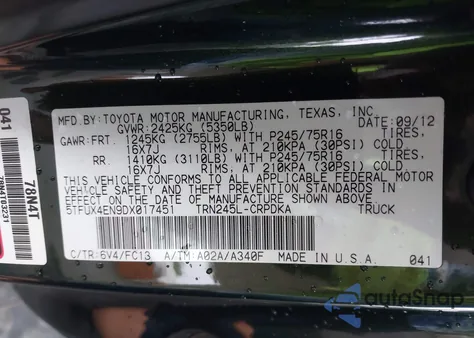 MFD.BY: TOYOTA MOTOR MANUFACTURING, TEXAS, INC.
GVWR: 2425KG (5350LB) 09/12
GAWR:FRT. 1245KG (2755LB) WITH P245/75R16 TIRES,
16X7J RIMS, AT 210KPA (30PSI) COLD
RR. 1410KG (3110LB) WITH P245/75R16 TIRES,
16X7J RIMS, AT 210KPA (30PSI) COLD
THIS VEHICLE CONFORMS TO ALL APPLICABLE FEDERAL MOTOR
VEHICLE SAFETY AND THEFT PREVENTION STANDARDS IN
EFFECT ON THE DATE OF MANUFACTURE SHOWN ABOVE.
5TFUX4EN9DX017451 TRN245L-CRPDKA TRUCK
C/TR:6V4/FC13 A/TM:A02A/A340F MADE IN U.S.A. 041
041
78N4T
78N4T03231
autoShop